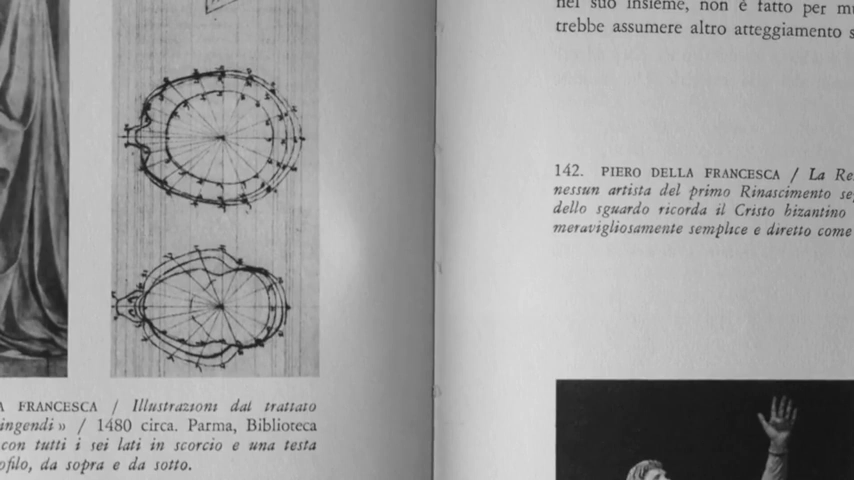 A FRANCESCA / Illustrazioni dal trattato
ingendi» / 1480 circa. Parma, Biblioteca
con tutti i sei lati in scorcio e una testa
ofilo, da sopra e da sotto.
nel suo insieme, non è fatto per mu
trebbe assumere altro atteggiamento s
142. PIERO DELLA FRANCESCA / La Re
nessun artista del primo Rinascimento se
dello sguardo ricorda il Cristo bizantino
meravigliosamente semplice e diretto come